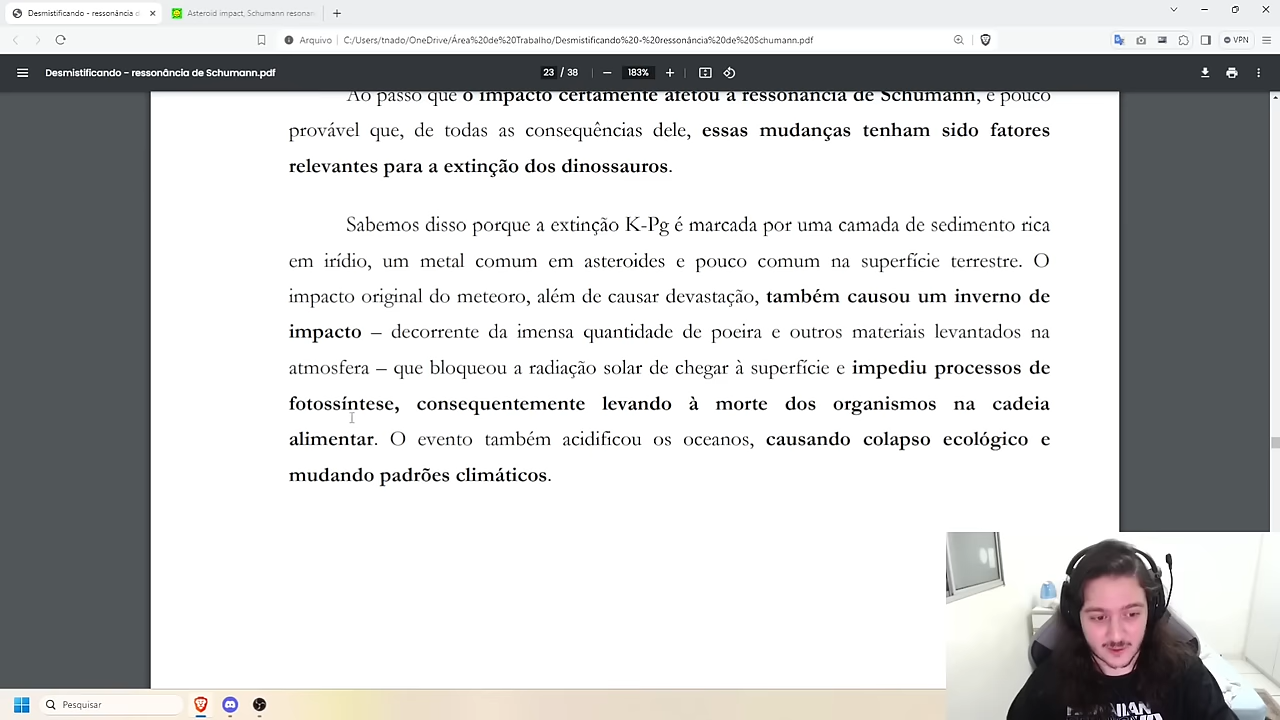 Desmistificando - ressonância d
Asteroid impact, Schumann resonan
Arquivo
C:/Users/tnado/OneDrive/Área%20de%20Trabalho/Desmistificando%20-%20ressonância%20de%20Schumann.pdf
VPN
Desmistificando - ressonância de Schumann.pdf
23 / 38
183%
Ao passo que o impacto certamente afetou a ressonância de Schumann, é pouco
provável que, de todas as consequências dele, essas mudanças tenham sido fatores
relevantes para a extinção dos dinossauros.
Sabemos disso porque a extinção K-Pg é marcada por uma camada de sedimento rica
em irídio, um metal comum em asteroides e pouco comum na superfície terrestre. O
impacto original do meteoro, além de causar devastação, também causou um inverno de
impacto – decorrente da imensa quantidade de poeira e outros materiais levantados na
atmosfera – que bloqueou a radiação solar de chegar à superfície e impediu processos de
fotossíntese, consequentemente levando à morte dos organismos na cadeia
alimentar. O evento também acidificou os oceanos, causando colapso ecológico e
mudando padrões climáticos.
Pesquisar